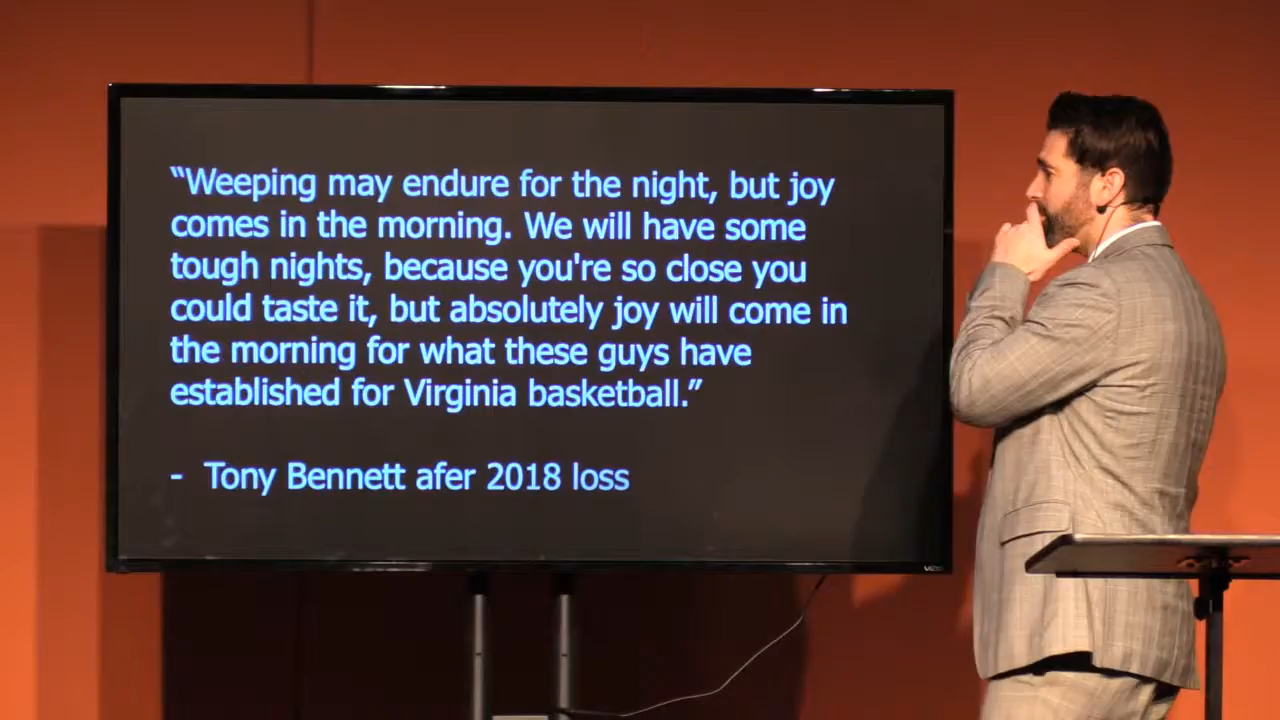 “Weeping may endure for the night, but joy
comes in the morning. We will have some
tough nights, because you're so close you
could taste it, but absolutely joy will come in
the morning for what these guys have
established for Virginia basketball.”
- Tony Bennett afer 2018 loss
VIZIO